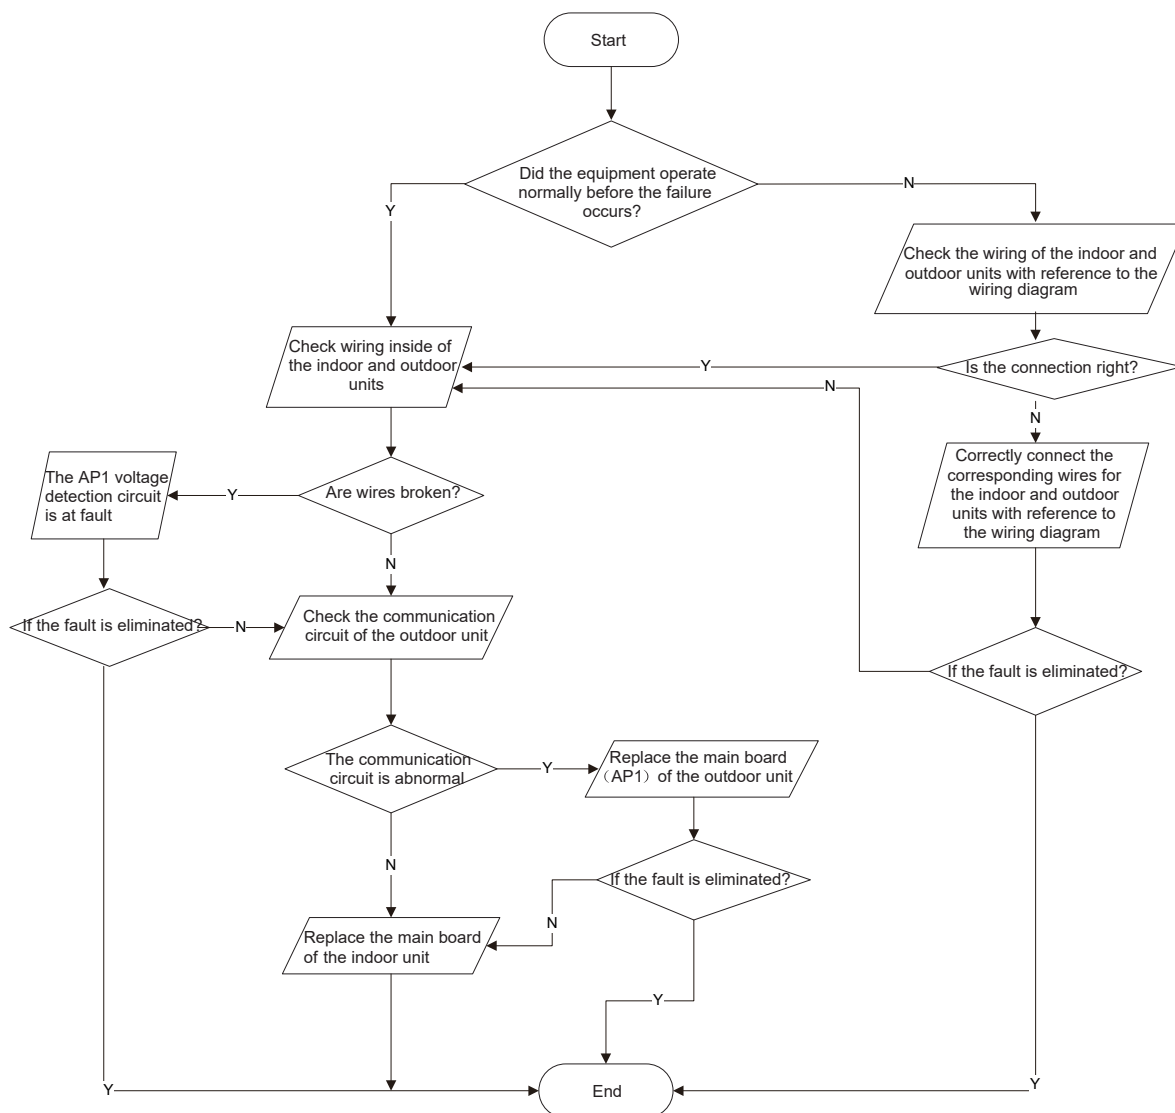 Start
Did the equipment operate
normally before the failure
occurs?
N
Y
Check the wiring of the indoor and
outdoor units with reference to the
wiring diagram
Check wiring inside of
the indoor and outdoor
units
Y
Is the connection right?
N
N
Correctly connect the
corresponding wires for
the indoor and outdoor
units with reference to
the wiring diagram
The AP1 voltage
detection circuit
is at fault
Y
Are wires broken?
N
If the fault is eliminated?
N
Check the communication
circuit of the outdoor unit
If the fault is eliminated?
The communication
circuit is abnormal
Y
Replace the main board
（AP1）of the outdoor unit
N
If the fault is eliminated?
N
Replace the main board
of the indoor unit
Y
Y
End
Y